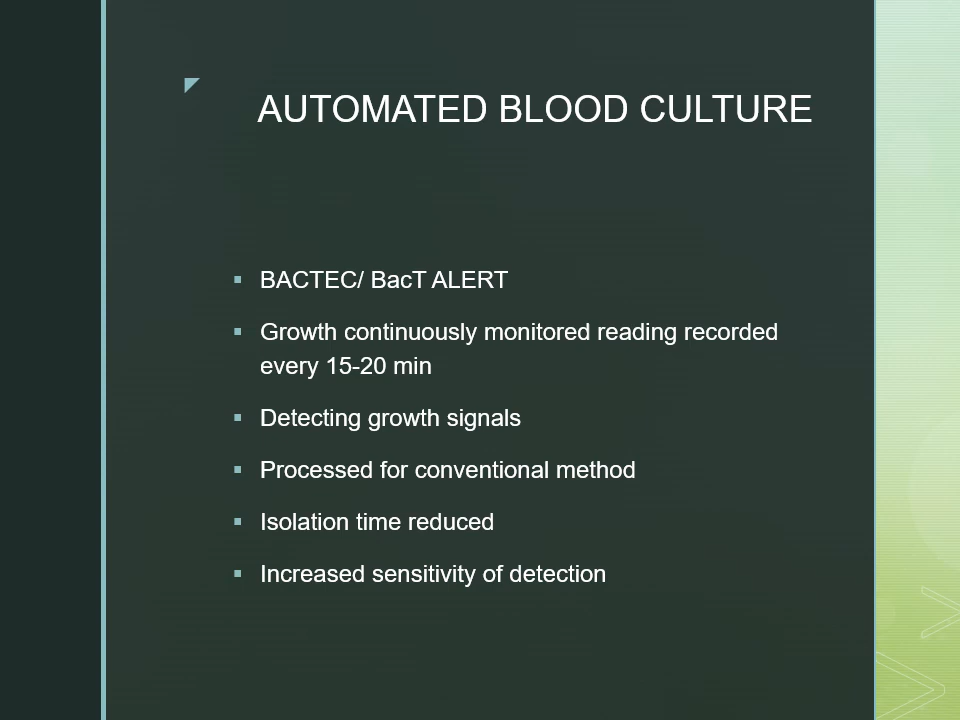 AUTOMATED BLOOD CULTURE
▪ BACTEC/ BacT ALERT
▪ Growth continuously monitored reading recorded
every 15-20 min
▪ Detecting growth signals
▪ Processed for conventional method
▪ Isolation time reduced
▪ Increased sensitivity of detection